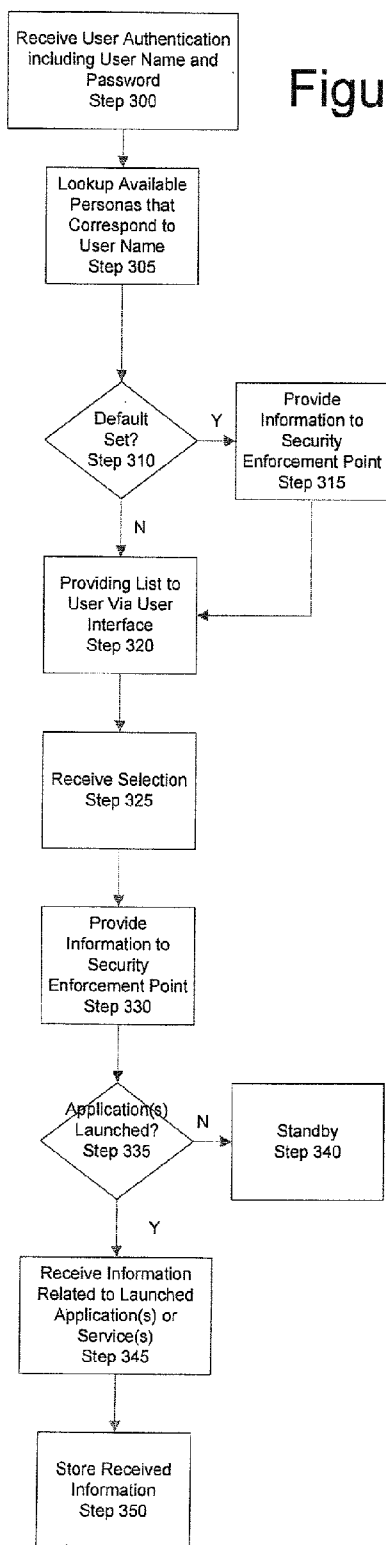 Receive User Authentication
including User Name and
Password
Step 300
Figu
Lookup Available
Personas that
Correspond to
User Name
Step 305
Default
Set?
Step 310
Y
Provide
Information to
Security
Enforcement Point
Step 315
N
Providing List to
User Via User
Interface
Step 320
Receive Selection
Step 325
Provide
Information to
Security
Enforcement Point
Step 330
Application(s)
Launched?
Step 335
N
Standby
Step 340
Y
Receive Information
Related to Launched
Application(s) or
Service(s)
Step 345
Store Received
Information
Step 350